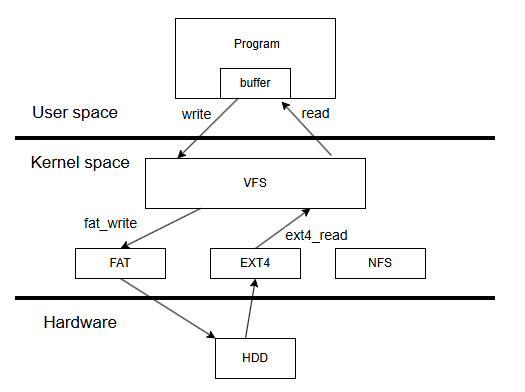 Program
buffer
User space
write
read
Kernel space
VFS
fat_write
ext4_read
FAT
EXT4
NFS
Hardware
HDD